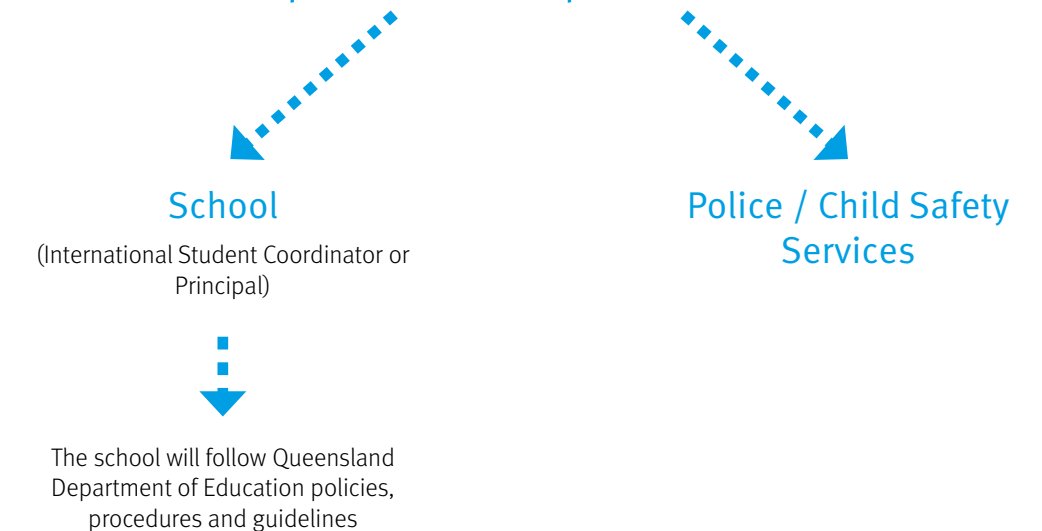 School
(International Student Coordinator or
Principal)
Police / Child Safety
Services
The school will follow Queensland
Department of Education policies,
procedures and guidelines